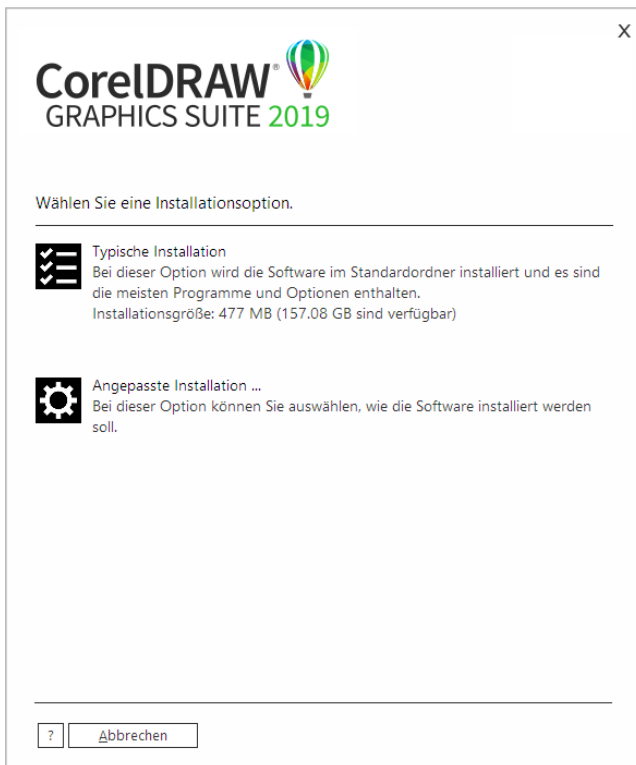 X
CorelDRAW®
GRAPHICS SUITE 2019
Wählen Sie eine Installationsoption.
Typische Installation
Bei dieser Option wird die Software im Standardordner installiert und es sind
die meisten Programme und Optionen enthalten.
Installationsgröße: 477 MB (157.08 GB sind verfügbar)
Angepasste Installation ...
Bei dieser Option können Sie auswählen, wie die Software installiert werden
soll.
? Abbrechen